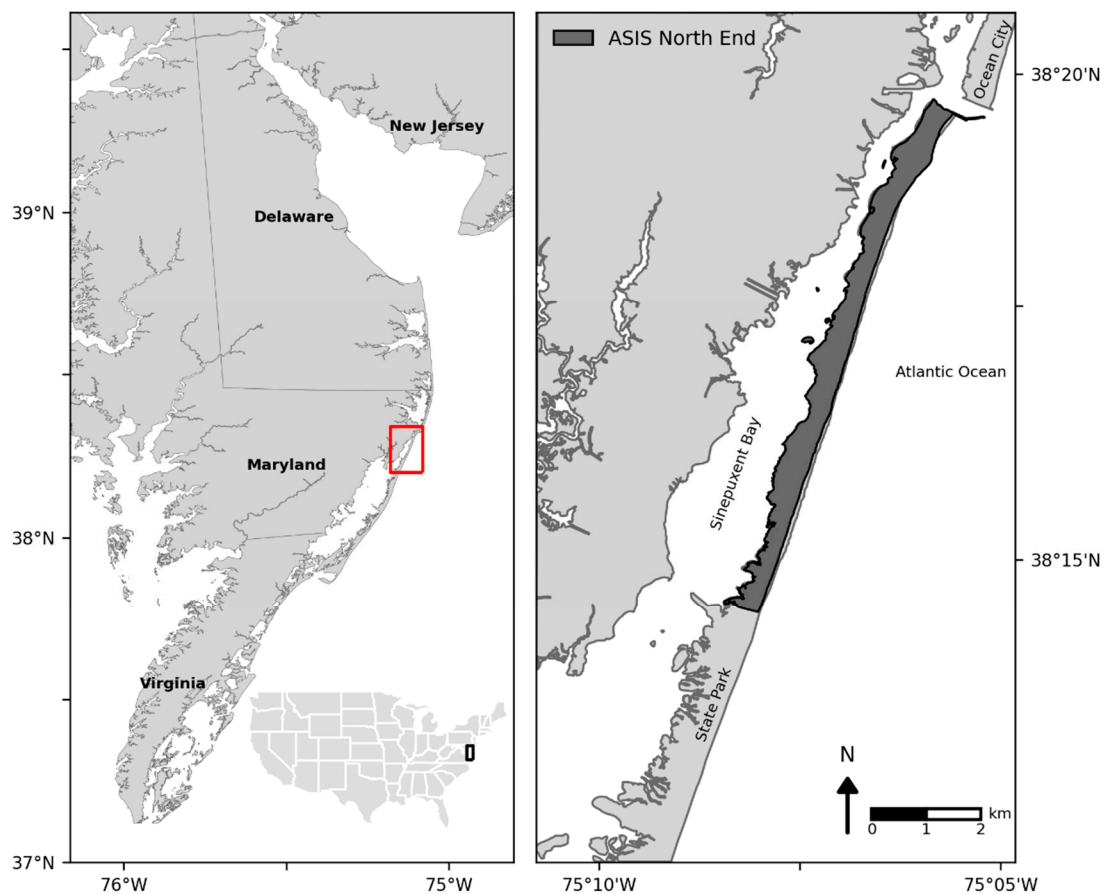 New Jersey
Delaware
Maryland
Virginia
39°N
38°N
37°N
76°W
75°W
ASIS North End
Ocean City
Atlantic Ocean
Sinepuxent Bay
State Park
N
km
0 1 2
38°20'N
38°15'N
75°10'W
75°05'W